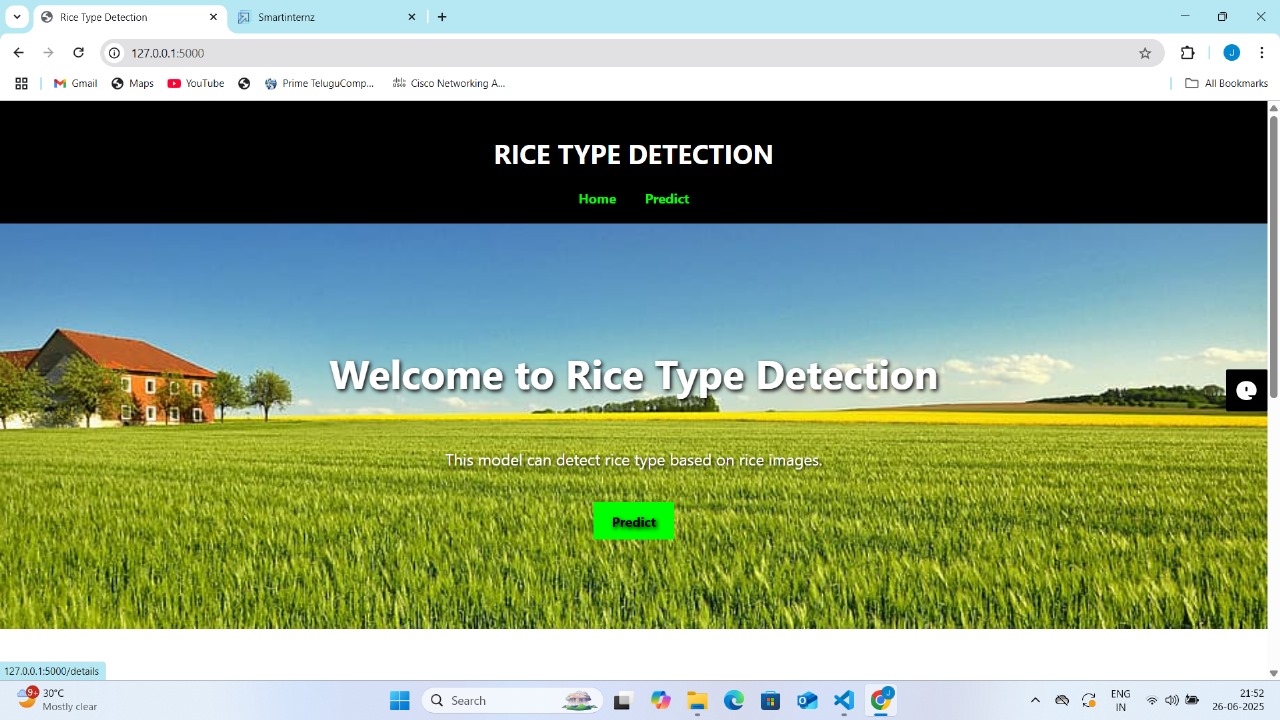 Rice Type Detection
Smartinternz
127.0.0.1:5000
J
Gmail
Maps
YouTube
Prime TeluguComp...
Cisco Networking A...
All Bookmarks
RICE TYPE DETECTION
Home Predict
Welcome to Rice Type Detection
This model can detect rice type based on rice images.
Predict
127.0.0.1:5000/details
9+
30°C
Mostly clear
Search
J
ENG
IN
21:52
26-06-2025